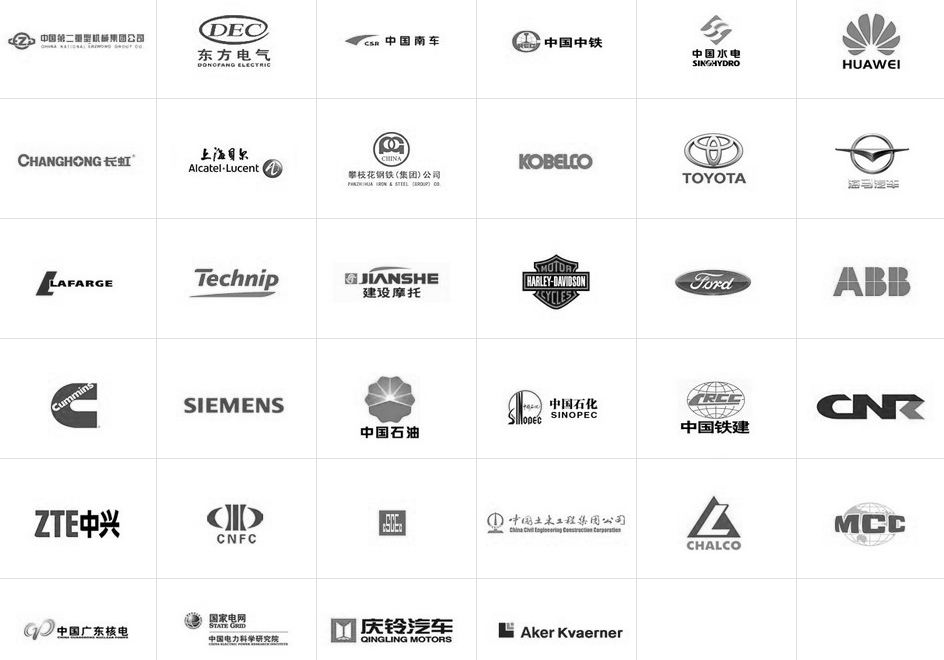 中国第二重型机械集团公司
CHINA NATIONAL ERZHONG GROUP CO.
DEC
东方电气
DONGFANG ELECTRIC
CSR 中国南车
中国中铁
中国水电
SINOHYDRO
HUAWEI
CHANGHONG 长虹
上海贝尔
Alcatel·Lucent
CHINA
攀枝花钢铁(集团)公司
PANZHIHUA IRON & STEEL (GROUP) CO.
KOBELCO
TOYOTA
海马汽车
LAFARGE
Technip
JIANSHE
建设摩托
MOTOR
HARLEY-DAVIDSON
CYCLES
Ford
ABB
Cummins
SIEMENS
中国石油
Sinopec
中国石化
SINOPEC
CRCC
中国铁建
CNR
ZTE中兴
CNFC
中国土木工程集团公司
China Civil Engineering Construction Corporation
CHALCO
MCC
中国广东核电
CHINA GUANGDONG NUCLEAR POWER
国家电网
STATE GRID
中国电力科学研究院
CHINA ELECTRIC POWER RESEARCH INSTITUTE
庆铃汽车
QINGLING MOTORS
Aker Kvaerner